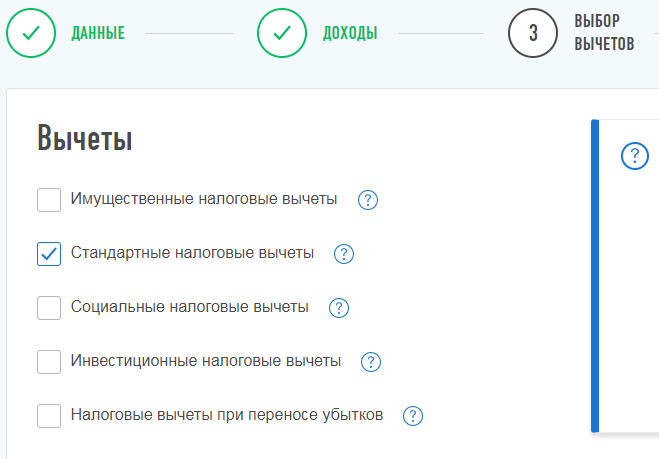 ДАННЫЕ
ДОХОДЫ
3
ВЫБОР
ВЫЧЕТОВ
Вычеты
?
Имущественные налоговые вычеты ?
Стандартные налоговые вычеты ?
Социальные налоговые вычеты ?
Инвестиционные налоговые вычеты ?
Налоговые вычеты при переносе убытков ?